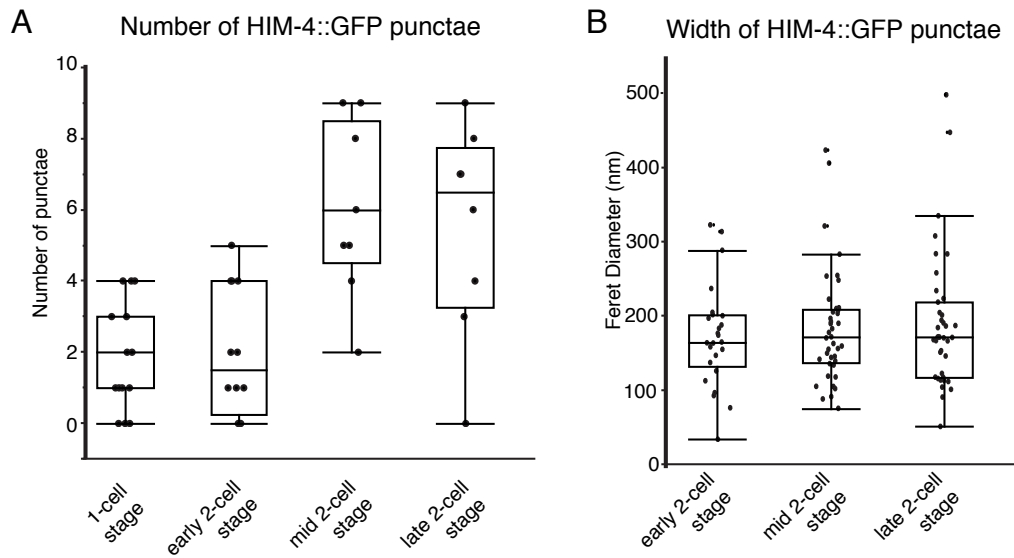 A
Number of HIM-4::GFP punctae
Number of punctae
10
8
6
4
2
0
1-cell
stage
early 2-cell
stage
mid 2-cell
stage
late 2-cell
stage
B
Width of HIM-4::GFP punctae
Feret Diameter (nm)
500
400
300
200
100
0
early 2-cell
stage
mid 2-cell
stage
late 2-cell
stage